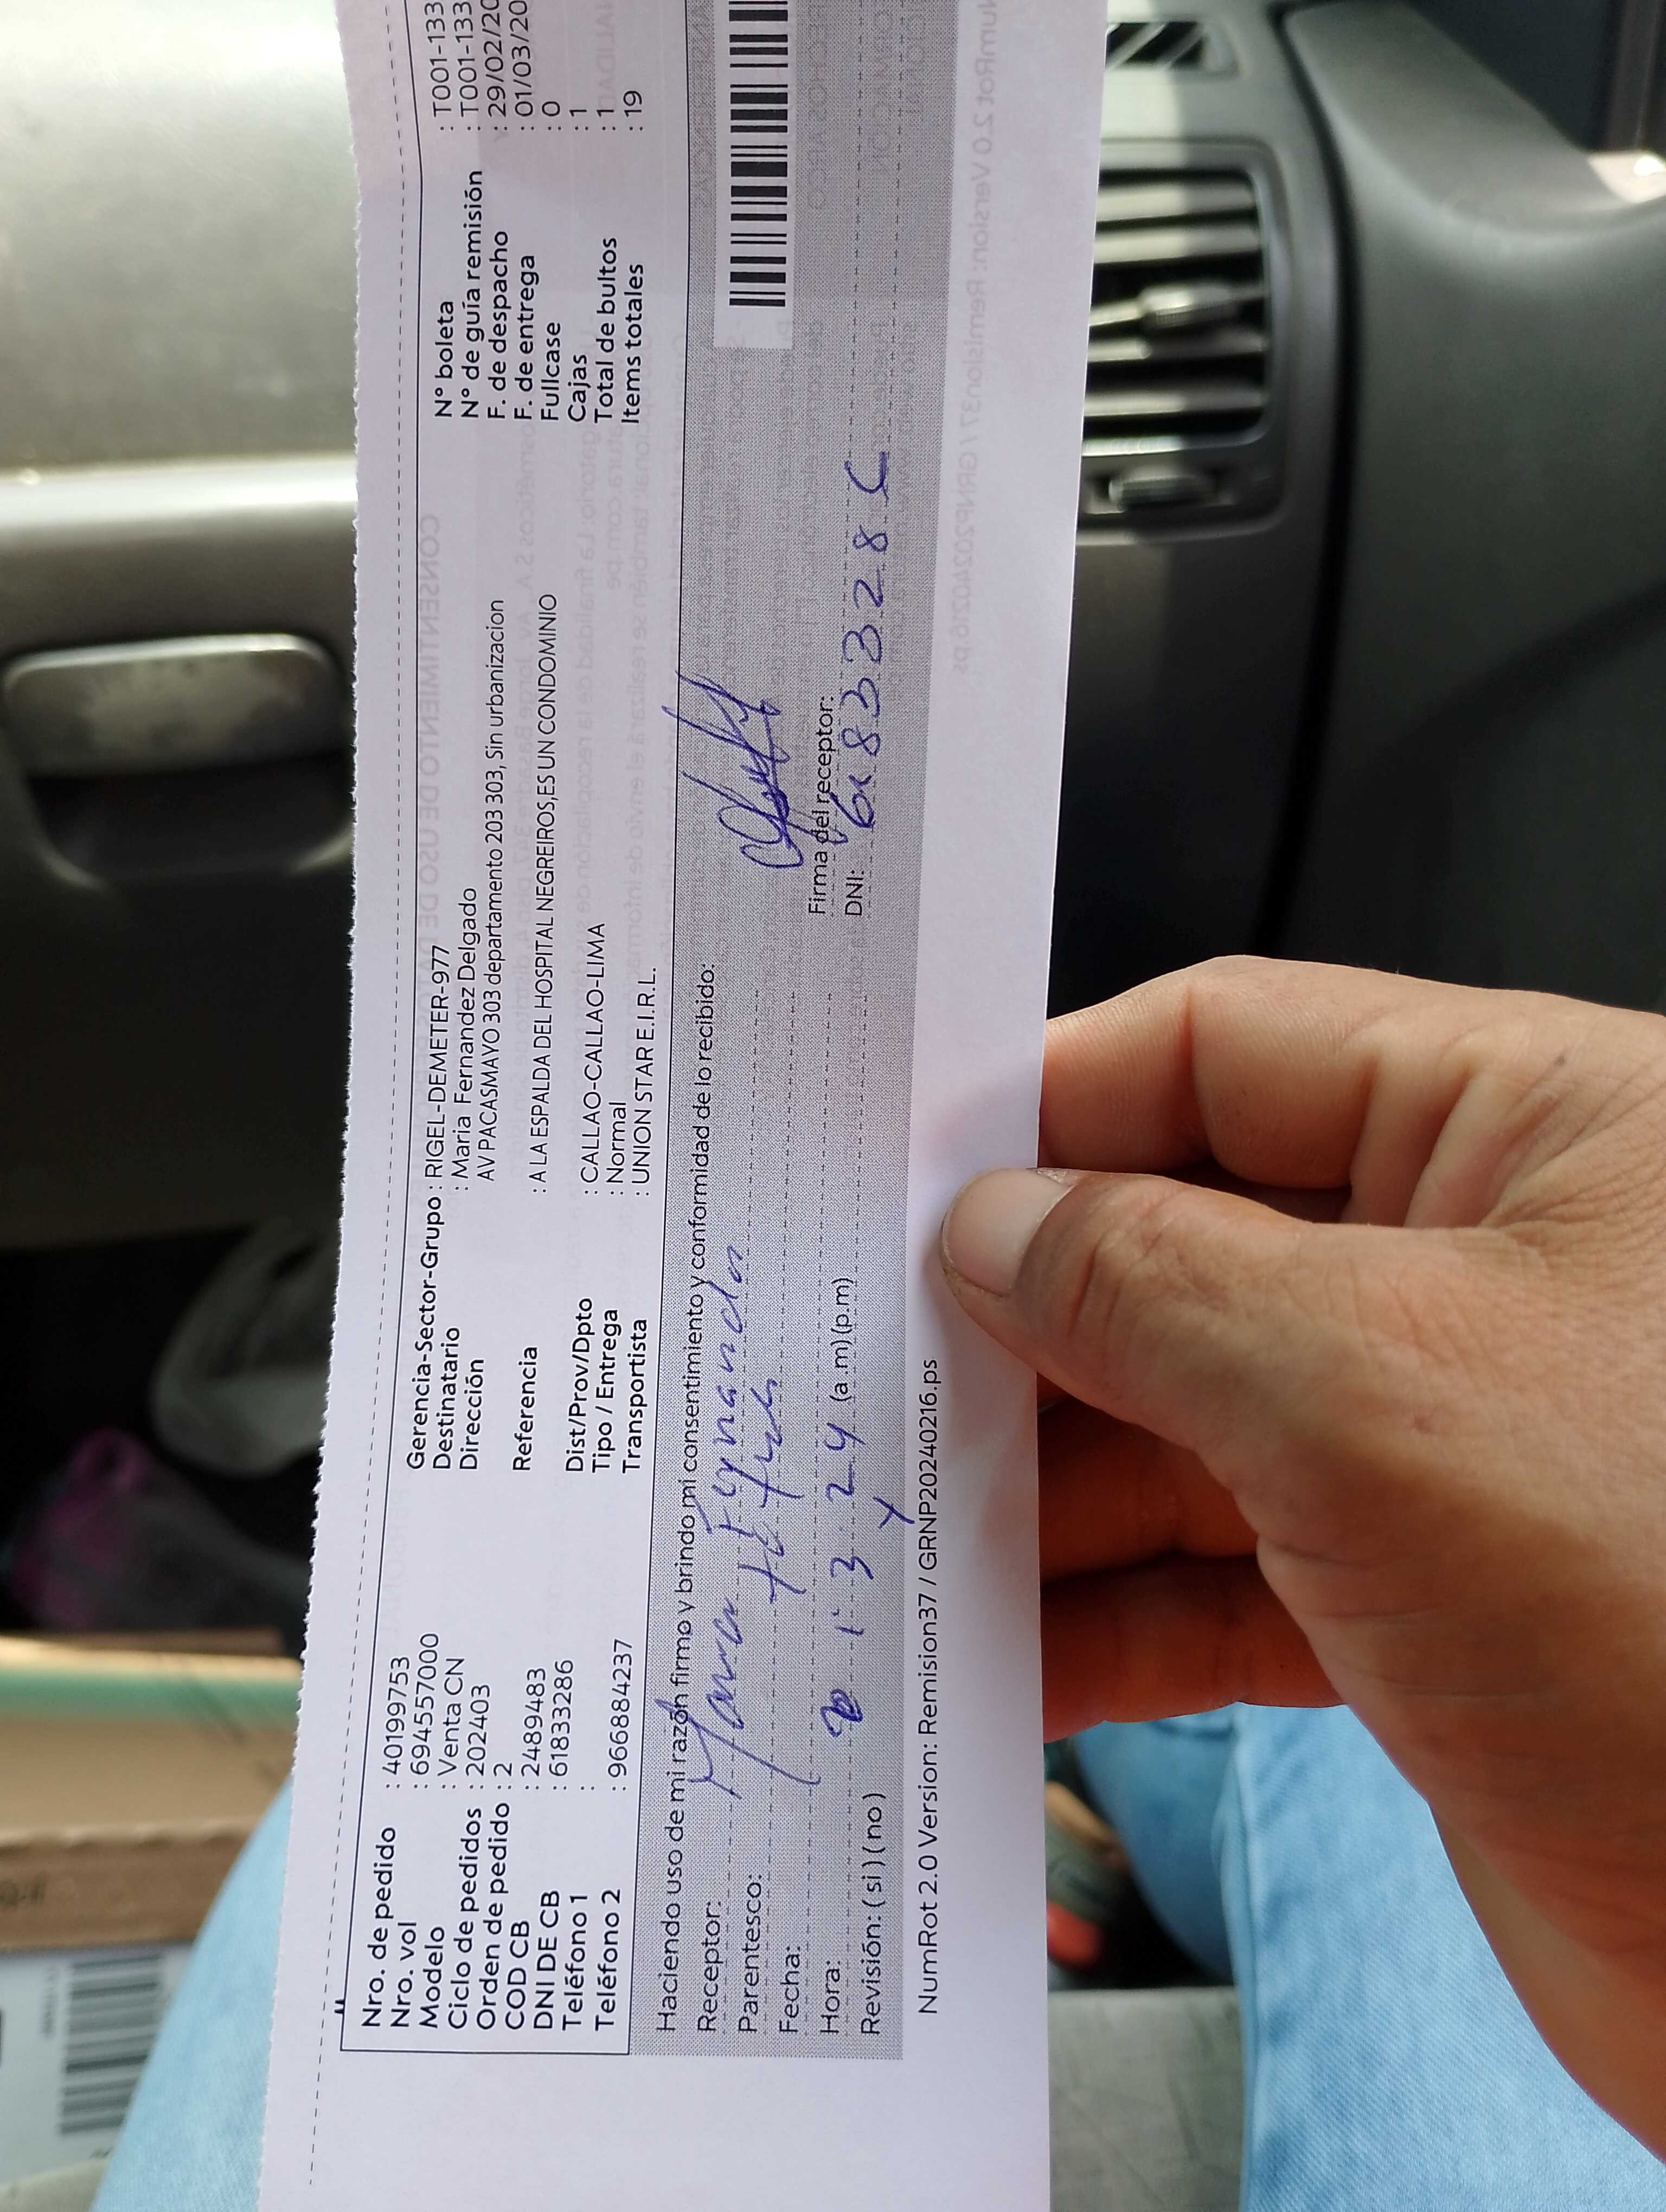 Nro. de pedido : 40199753
Nro. vol : 6945557000
Modelo : Venta CN
Ciclo de pedidos : 202403
Orden de pedido : 2
COD CB : 2489483
DNI DE CB : 61833286
Teléfono 1 :
Teléfono 2 : 966884237
Gerencia-Sector-Grupo : RIGEL-DEMETER-977
Destinatario : Maria Fernandez Delgado
Dirección AV PACASMAYO 303 departamento 203 303, Sin urbanizacion
Referencia : A LA ESPALDA DEL HOSPITAL NEGREIROS,ES UN CONDOMINIO
Dist/Prov/Dpto : CALLAO-CALLAO-LIMA
Tipo / Entrega : Normal
Transportista : UNION STAR E.I.R.L.
N° boleta : T001-133
N° de guía remisión : T001-133
F. de despacho : 29/02/20
F. de entrega : 01/03/20
Fullcase : 0
Cajas : 1
Total de bultos : 1
Items totales : 19
Haciendo uso de mi razón firmo y brindo mi consentimiento y conformidad de lo recibido:
Receptor: Maria Fernandez
Parentesco:
Fecha: 1 3 24
Hora: (a.m) (p.m)
Revisión: ( si ) ( no )
Firma del receptor:
DNI:
NumRot 2.0 Version: Remision37 / GRNP20240216.ps